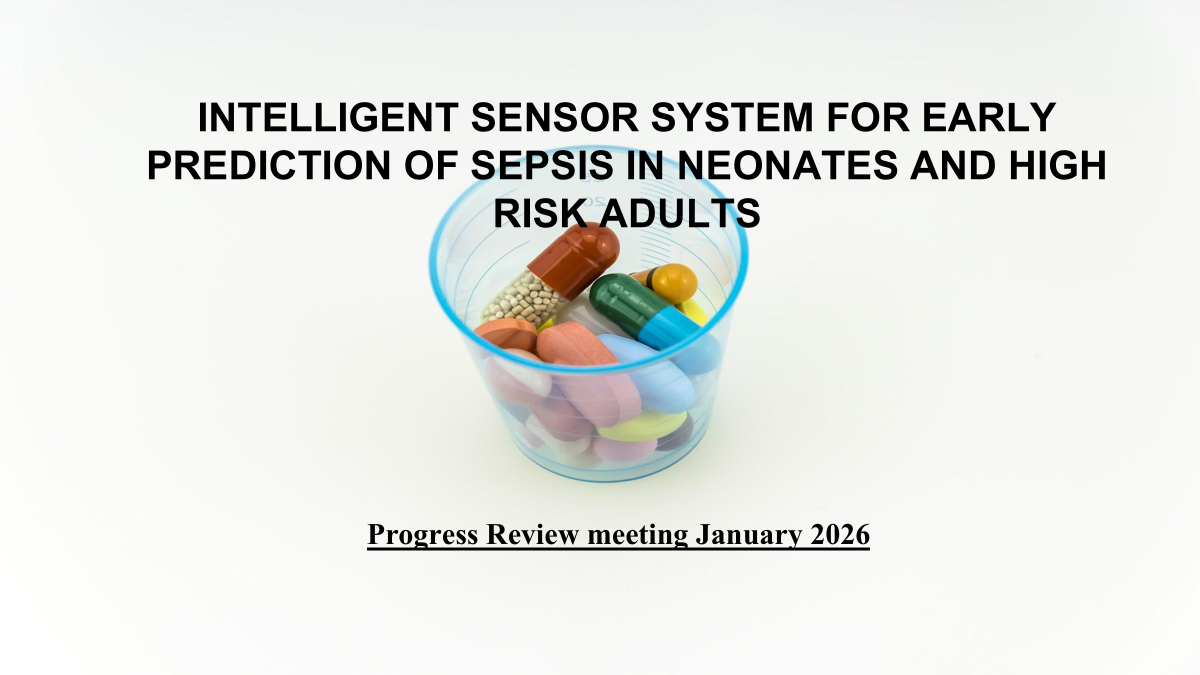 INTELLIGENT SENSOR SYSTEM FOR EARLY
PREDICTION OF SEPSIS IN NEONATES AND HIGH
RISK ADULTS
Progress Review meeting January 2026